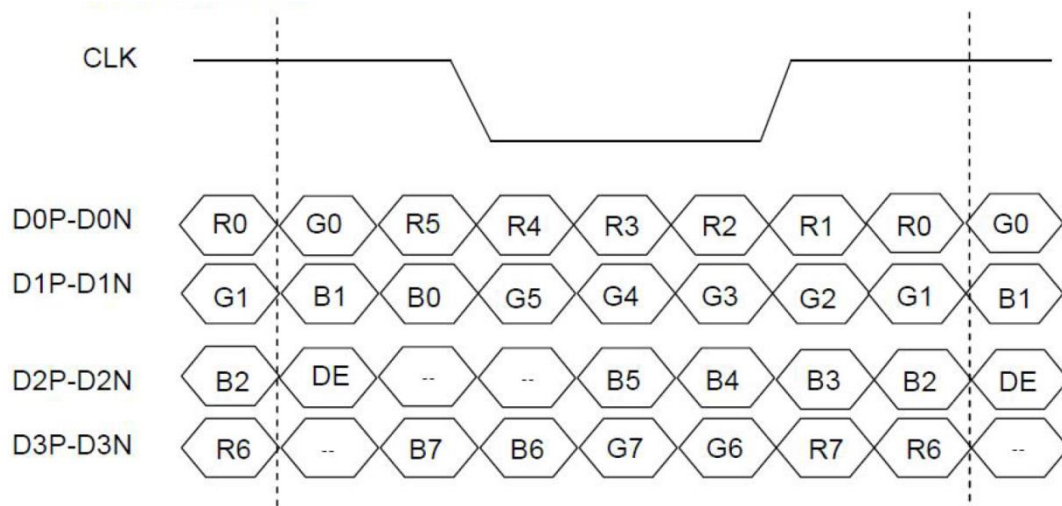 CLK
D0P-D0N R0 G0 R5 R4 R3 R2 R1 R0 G0
D1P-D1N G1 B1 B0 G5 G4 G3 G2 G1 B1
D2P-D2N B2 DE -- -- B5 B4 B3 B2 DE
D3P-D3N R6 -- B7 B6 G7 G6 R7 R6 --